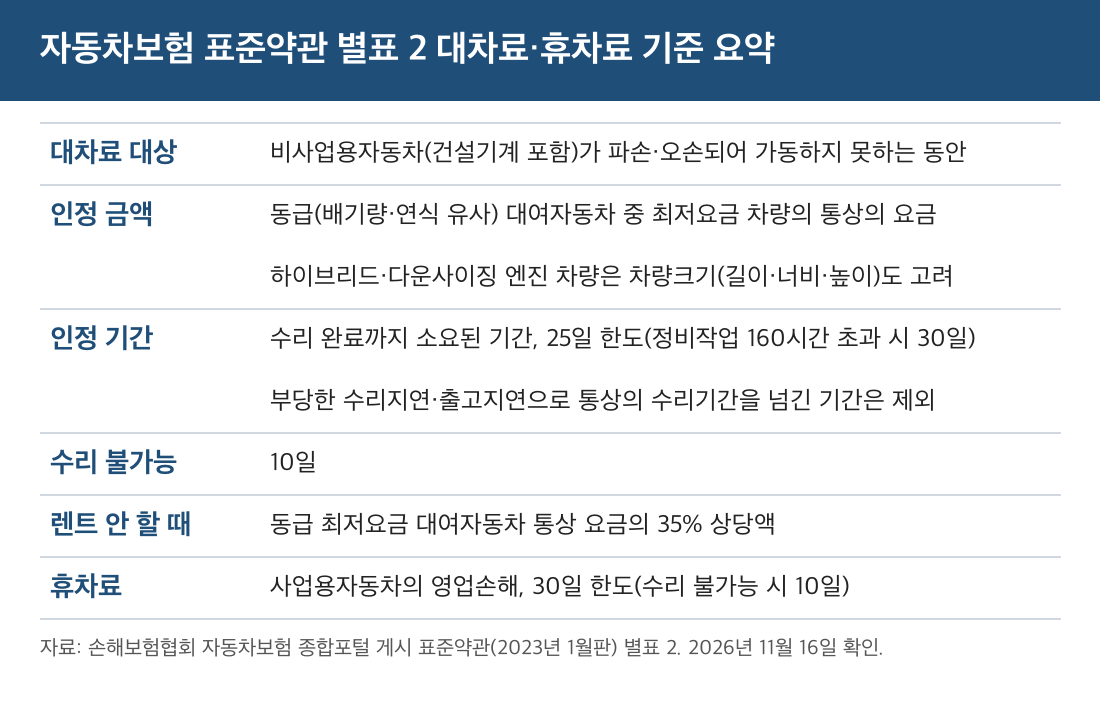 자동차보험 표준약관 별표 2 대차료·휴차료 기준 요약
대차료 대상
비사업용자동차(건설기계 포함)가 파손·오손되어 가동하지 못하는 동안
인정 금액
동급(배기량·연식 유사) 대여자동차 중 최저요금 차량의 통상의 요금
하이브리드·다운사이징 엔진 차량은 차량크기(길이·너비·높이)도 고려
인정 기간
수리 완료까지 소요된 기간, 25일 한도(정비작업 160시간 초과 시 30일)
부당한 수리지연·출고지연으로 통상의 수리기간을 넘긴 기간은 제외
수리 불가능
10일
렌트 안 할 때
동급 최저요금 대여자동차 통상 요금의 35% 상당액
휴차료
사업용자동차의 영업손해, 30일 한도(수리 불가능 시 10일)
자료: 손해보험협회 자동차보험 종합포털 게시 표준약관(2023년 1월판) 별표 2. 2026년 11월 16일 확인.